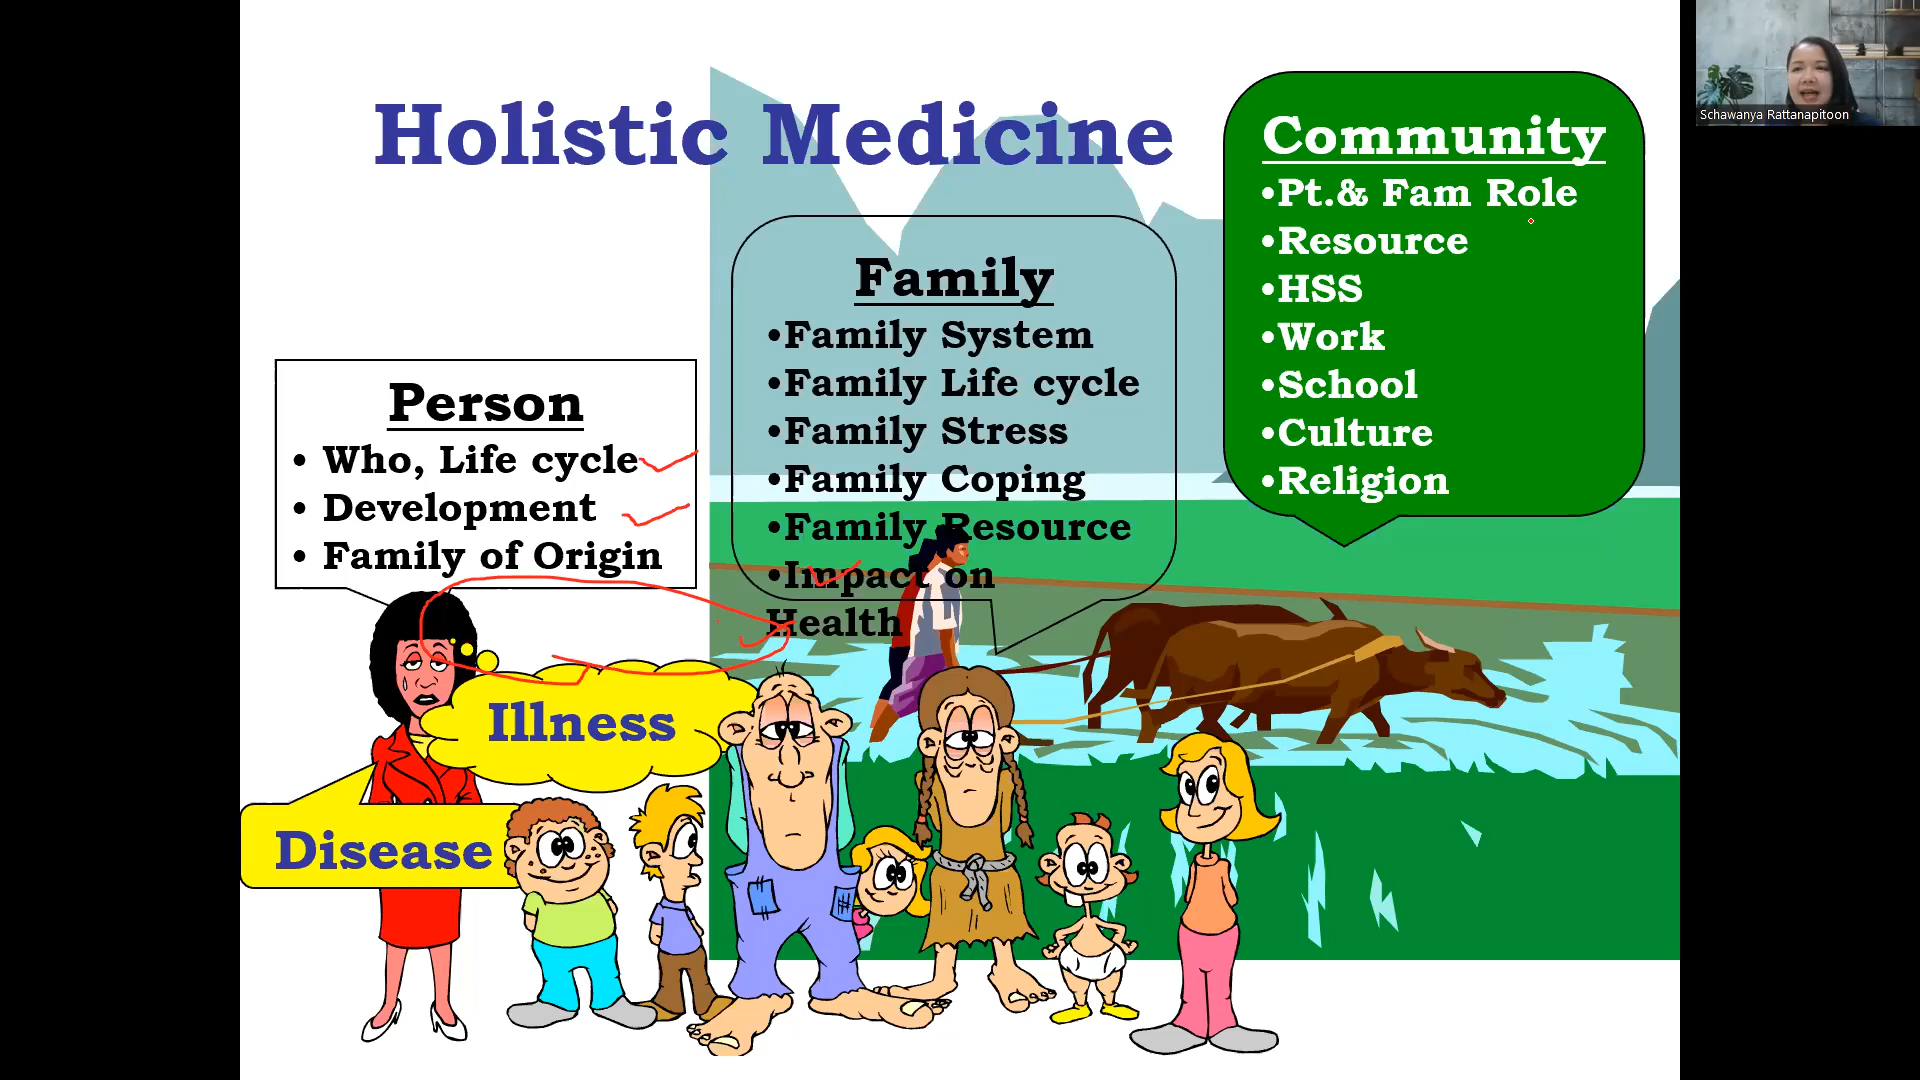 Holistic Medicine
Person
• Who, Life cycle
• Development
• Family of Origin
Illness
Disease
Family
•Family System
•Family Life cycle
•Family Stress
•Family Coping
•Family Resource
•Impact on
Health
Community
•Pt.& Fam Role
•Resource
•HSS
•Work
•School
•Culture
•Religion
Schawanya Rattanapitoon